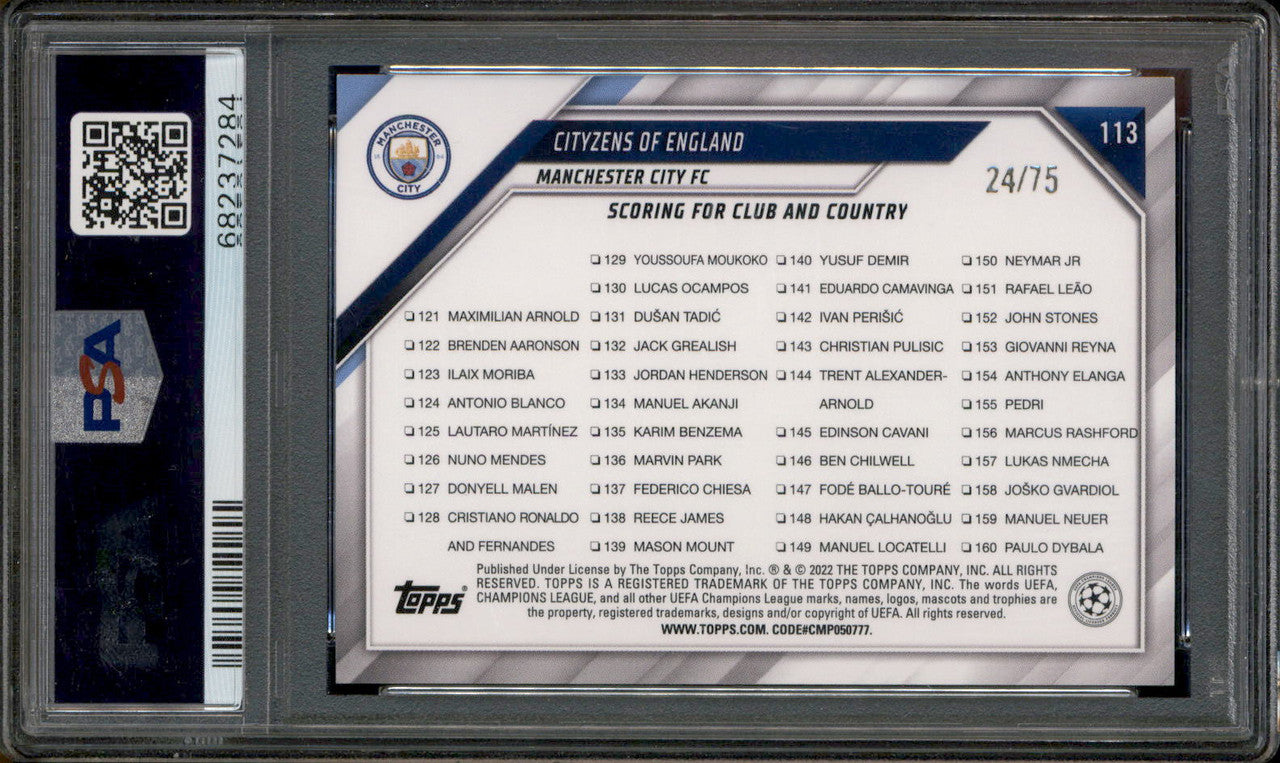 68237284
PSA
MANCHESTER
CITY
CITYZENS OF ENGLAND
113
MANCHESTER CITY FC
24/75
SCORING FOR CLUB AND COUNTRY
❑ 121 MAXIMILIAN ARNOLD
❑ 122 BRENDEN AARONSON
❑ 123 ILAIX MORIBA
❑ 124 ANTONIO BLANCO
❑ 125 LAUTARO MARTÍNEZ
❑ 126 NUNO MENDES
❑ 127 DONYELL MALEN
❑ 128 CRISTIANO RONALDO
AND FERNANDES
❑ 129 YOUSSOUFA MOUKOKO
❑ 130 LUCAS OCAMPOS
❑ 131 DUŠAN TADIĆ
❑ 132 JACK GREALISH
❑ 133 JORDAN HENDERSON
❑ 134 MANUEL AKANJI
❑ 135 KARIM BENZEMA
❑ 136 MARVIN PARK
❑ 137 FEDERICO CHIESA
❑ 138 REECE JAMES
❑ 139 MASON MOUNT
❑ 140 YUSUF DEMIR
❑ 141 EDUARDO CAMAVINGA
❑ 142 IVAN PERIŠIĆ
❑ 143 CHRISTIAN PULISIC
❑ 144 TRENT ALEXANDER-
ARNOLD
❑ 145 EDINSON CAVANI
❑ 146 BEN CHILWELL
❑ 147 FODÉ BALLO-TOURÉ
❑ 148 HAKAN ÇALHANOĞLU
❑ 149 MANUEL LOCATELLI
❑ 150 NEYMAR JR
❑ 151 RAFAEL LEÃO
❑ 152 JOHN STONES
❑ 153 GIOVANNI REYNA
❑ 154 ANTHONY ELANGA
❑ 155 PEDRI
❑ 156 MARCUS RASHFORD
❑ 157 LUKAS NMECHA
❑ 158 JOŠKO GVARDIOL
❑ 159 MANUEL NEUER
❑ 160 PAULO DYBALA
Topps®
Published Under License by The Topps Company, Inc. ® & © 2022 THE TOPPS COMPANY, INC. ALL RIGHTS
RESERVED. TOPPS IS A REGISTERED TRADEMARK OF THE TOPPS COMPANY, INC. The words UEFA,
CHAMPIONS LEAGUE, and all other UEFA Champions League marks, names, logos, mascots and trophies are
the property, registered trademarks, designs and/or copyright of UEFA. All rights reserved.
WWW.TOPPS.COM. CODE#CMP050777.